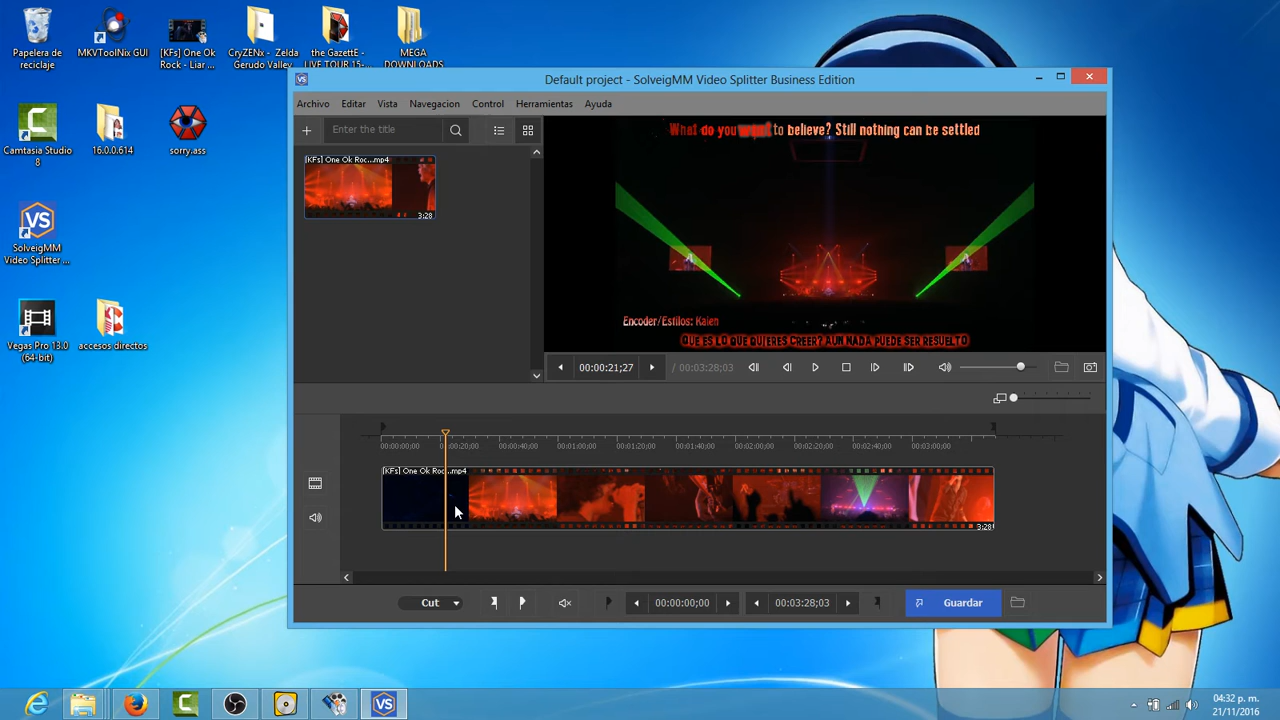 Papelera de
reciclaje
MKVToolNix GUI
[KFs] One Ok
Rock - Liar ...
CryZENx - Zelda
Gerudo Valley
the GazettE -
LIVE TOUR 15-...
MEGA
DOWNLOADS
Camtasia Studio
8
16.0.0.614
sorry.ass
SolveigMM
Video Splitter ...
Vegas Pro 13.0
(64-bit)
accesos directos
Default project - SolveigMM Video Splitter Business Edition
Archivo Editar Vista Navegacion Control Herramientas Ayuda
Enter the title
[KFs] One Ok Roc...mp4
3:28
What do you want to believe? Still nothing can be settled
Encoder/Estilos: Kaien
QUE ES LO QUE QUIERES CREER? AUN NADA PUEDE SER RESUELTO
00:00:21;27 / 00:03:28;03
00:00:00;00 00:00:20;00 00:00:40;00 00:01:00;00 00:01:20;00 00:01:40;00 00:02:00;00 00:02:20;00 00:02:40;00 00:03:00;00
[KFs] One Ok Roc...mp4
3:28
Cut 00:00:00;00 00:03:28;03 Guardar
04:32 p. m.
21/11/2016